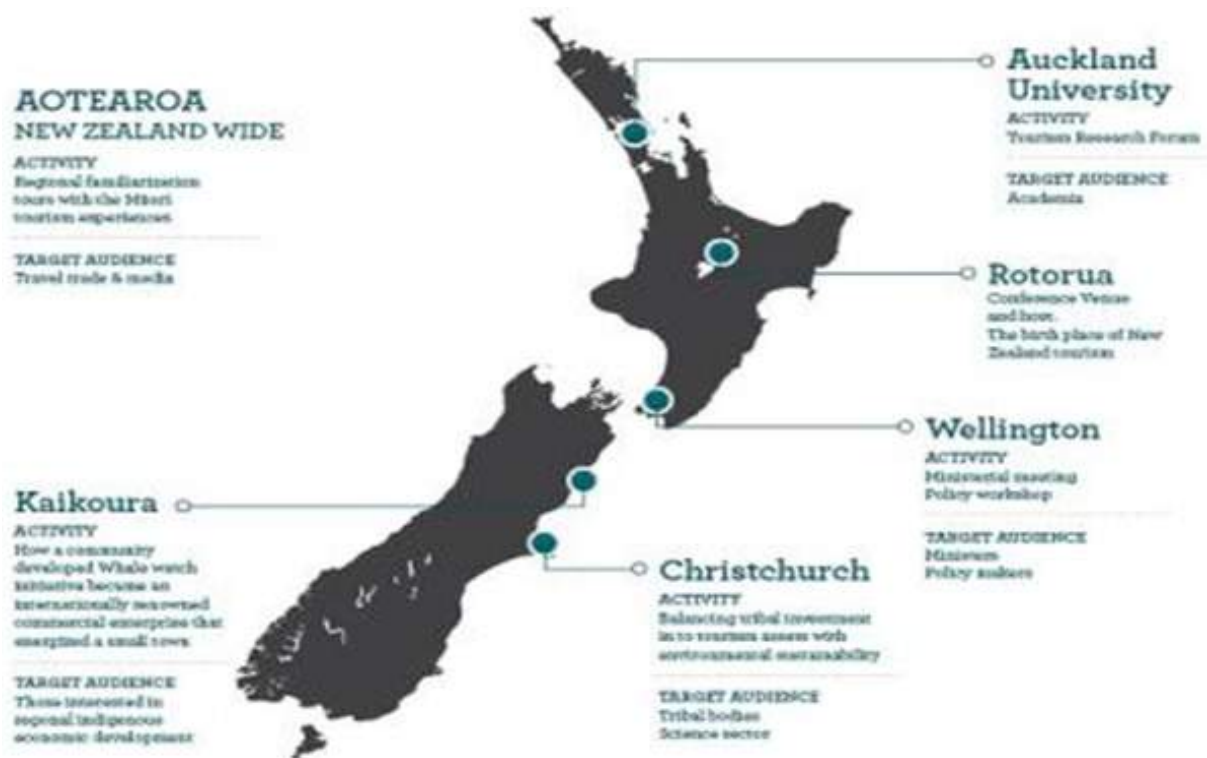 AOTEAROA
NEW ZEALAND WIDE
ACTIVITY
Regional familiarization
tours with the Māori
tourism experiences
TARGET AUDIENCE
Travel trade & media
Auckland
University
ACTIVITY
Tourism Research Forum
TARGET AUDIENCE
Academia
Rotorua
Conference Venue
and host.
The birth place of New
Zealand tourism
Wellington
ACTIVITY
Ministerial meeting
Policy workshop
TARGET AUDIENCE
Ministers
Policy makers
Kaikoura
ACTIVITY
How a community
developed Whale watch
initiative became an
internationally renowned
commercial enterprise that
energized a small town
TARGET AUDIENCE
Those interested in
regional indigenous
economic development
Christchurch
ACTIVITY
Balancing tribal investment
in to tourism assets with
environmental sustainability
TARGET AUDIENCE
Tribal bodies
Science sector